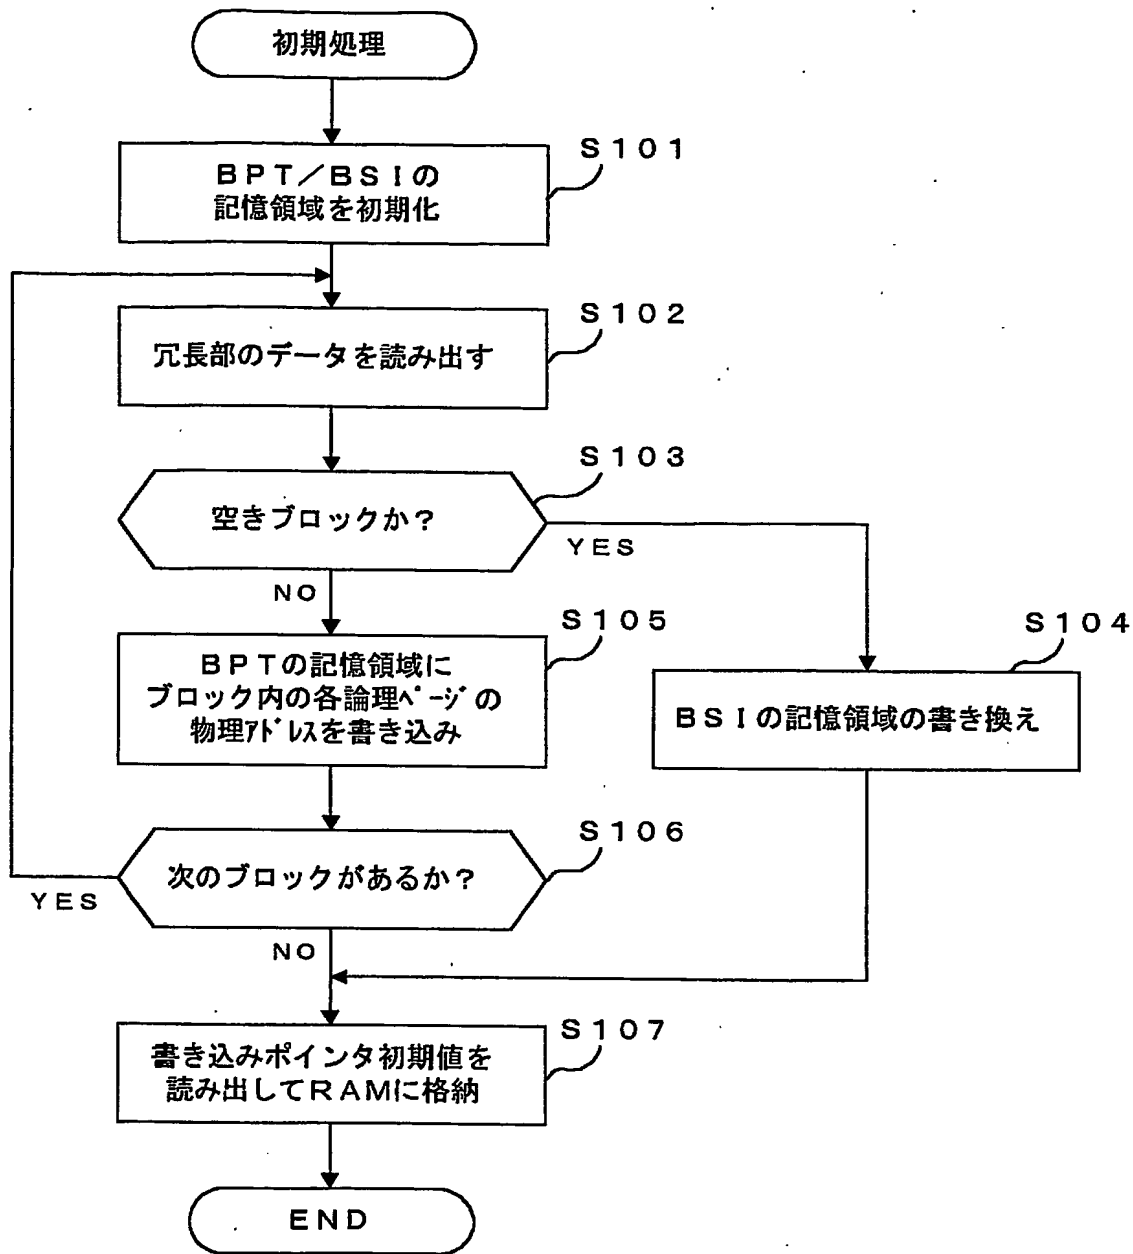 初期処理
S101
BPT/BSIの
記憶領域を初期化
S102
冗長部のデータを読み出す
S103
空きブロックか?
YES
NO
S105
S104
BPTの記憶領域に
ブロック内の各論理ページの
物理アドレスを書き込み
BSIの記憶領域の書き換え
S106
次のブロックがあるか?
YES
NO
S107
書き込みポインタ初期値を
読み出してRAMに格納
END